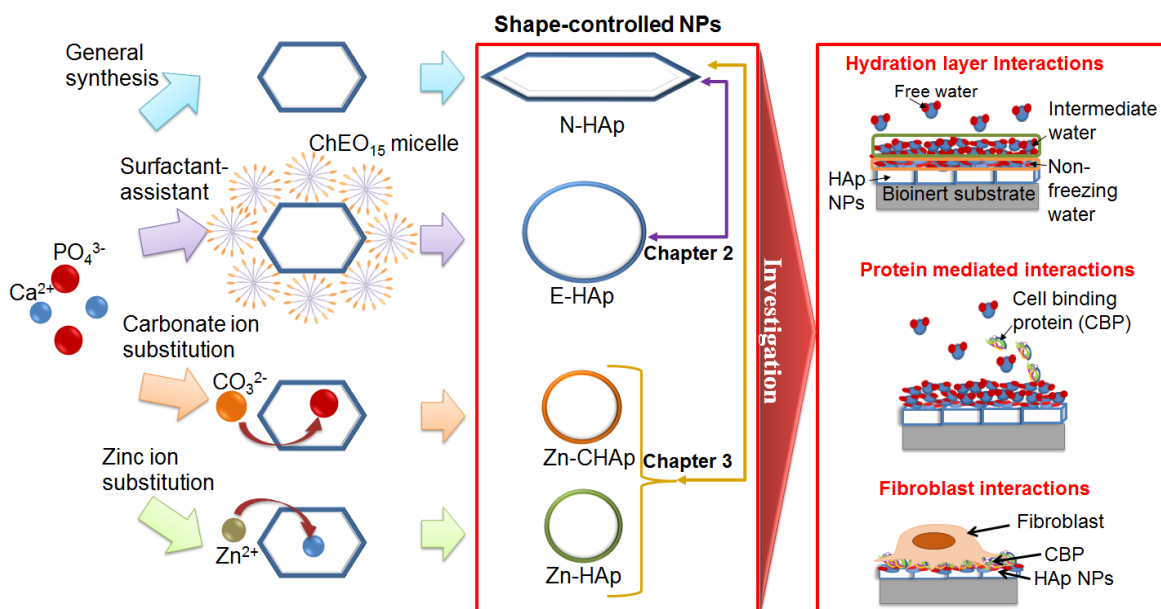 Shape-controlled NPs
General
synthesis
N-HAp
Surfactant-
assistant
ChEO₁₅ micelle
E-HAp
Chapter 2
PO₄³⁻
Ca²⁺
Carbonate ion
substitution
CO₃²⁻
Zn-CHAp
Chapter 3
Zinc ion
substitution
Zn²⁺
Zn-HAp
Investigation
Hydration layer Interactions
Free water
Intermediate
water
Non-
freezing
water
HAp
NPs
Bioinert substrate
Protein mediated interactions
Cell binding
protein (CBP)
Fibroblast interactions
Fibroblast
CBP
HAp NPs